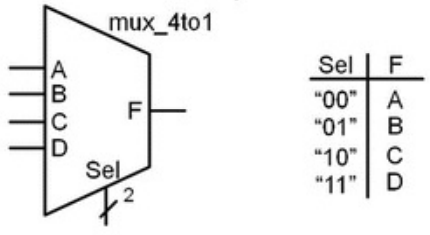 mux_4to1
A
B
C
D
F
Sel
2
Sel F
“00” A
“01” B
“10” C
“11” D